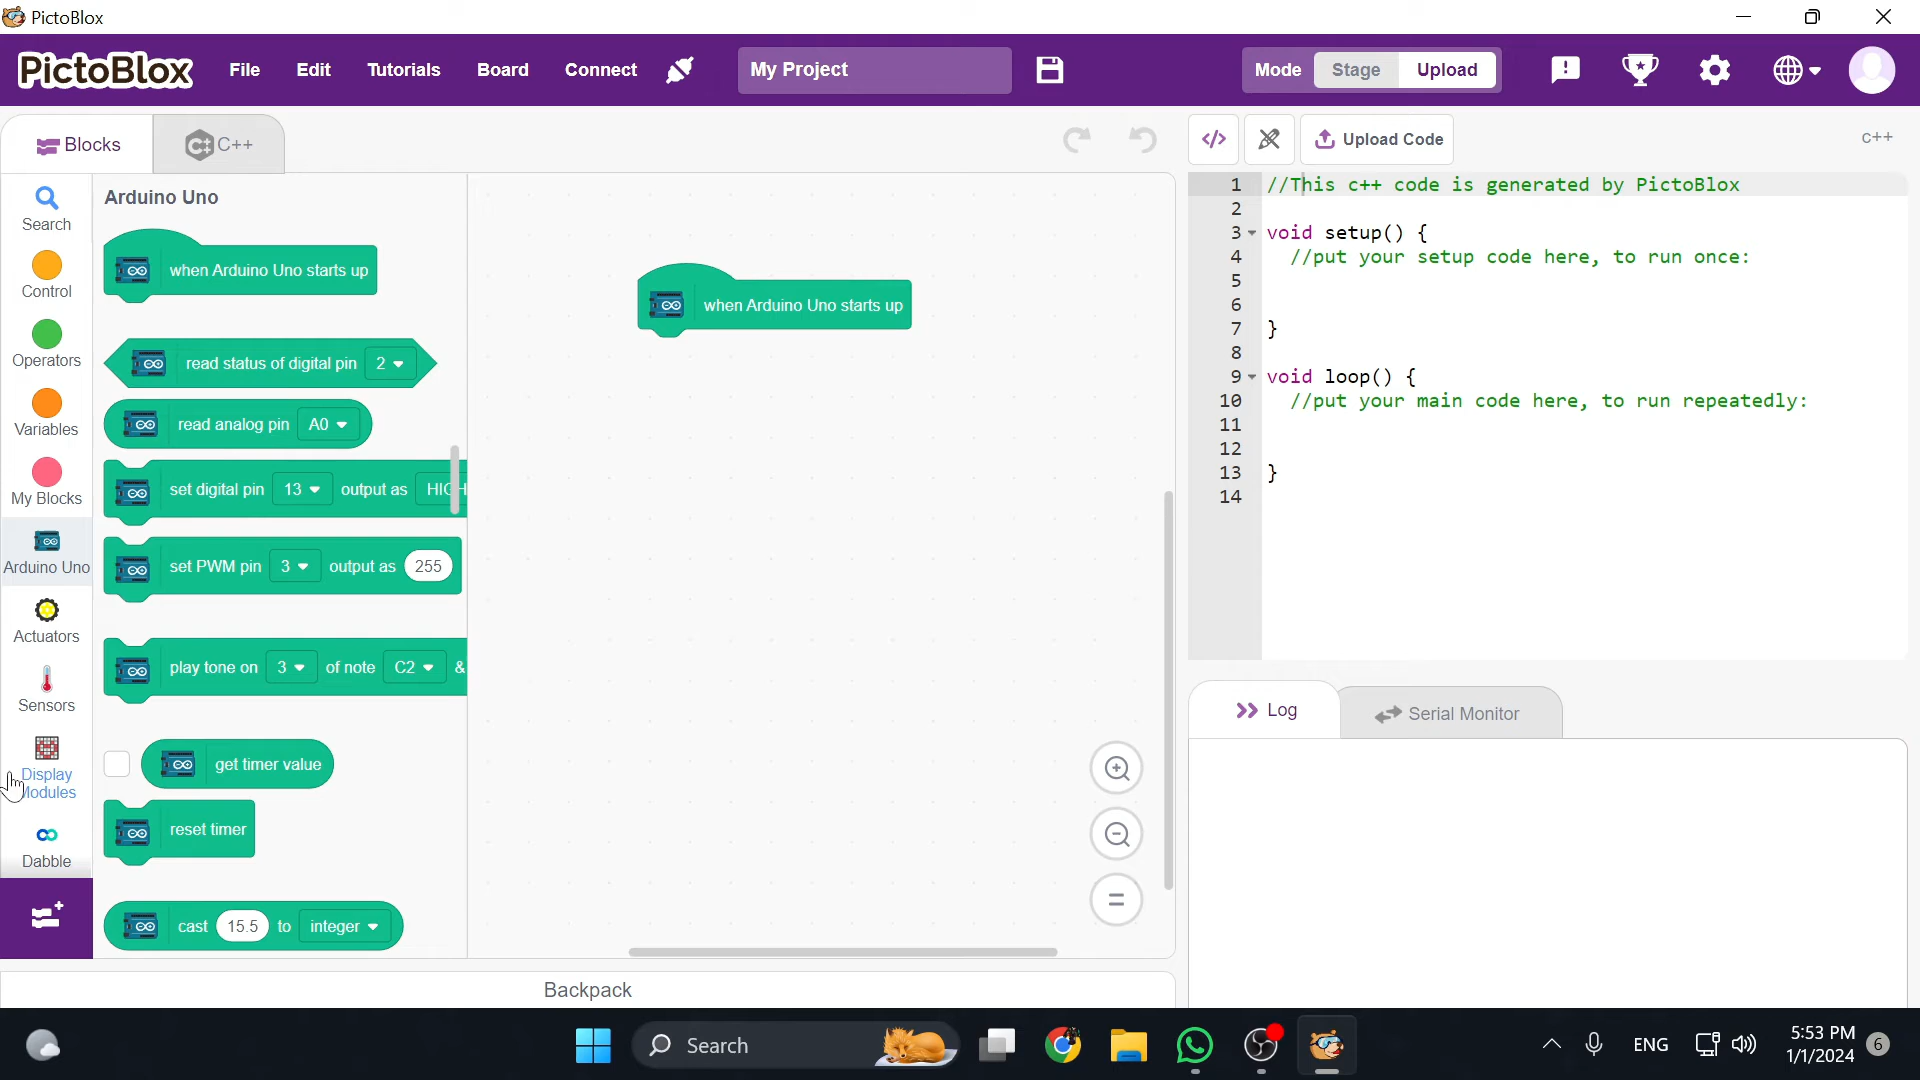 PictoBlox
PictoBlox File Edit Tutorials Board Connect My Project Mode Stage Upload
Blocks C++ Upload Code C++
Search
Control
Operators
Variables
My Blocks
Arduino Uno
Actuators
Sensors
Display
Modules
Dabble
Arduino Uno
when Arduino Uno starts up
read status of digital pin 2
read analog pin A0
set digital pin 13 output as HIGH
set PWM pin 3 output as 255
play tone on 3 of note C2 &
get timer value
reset timer
cast 15.5 to integer
when Arduino Uno starts up
Backpack
1 //This c++ code is generated by PictoBlox
2
3 void setup() {
4 //put your setup code here, to run once:
5
6
7 }
8
9 void loop() {
10 //put your main code here, to run repeatedly:
11
12
13 }
14
Log Serial Monitor
Search ENG 5:53 PM 6
1/1/2024